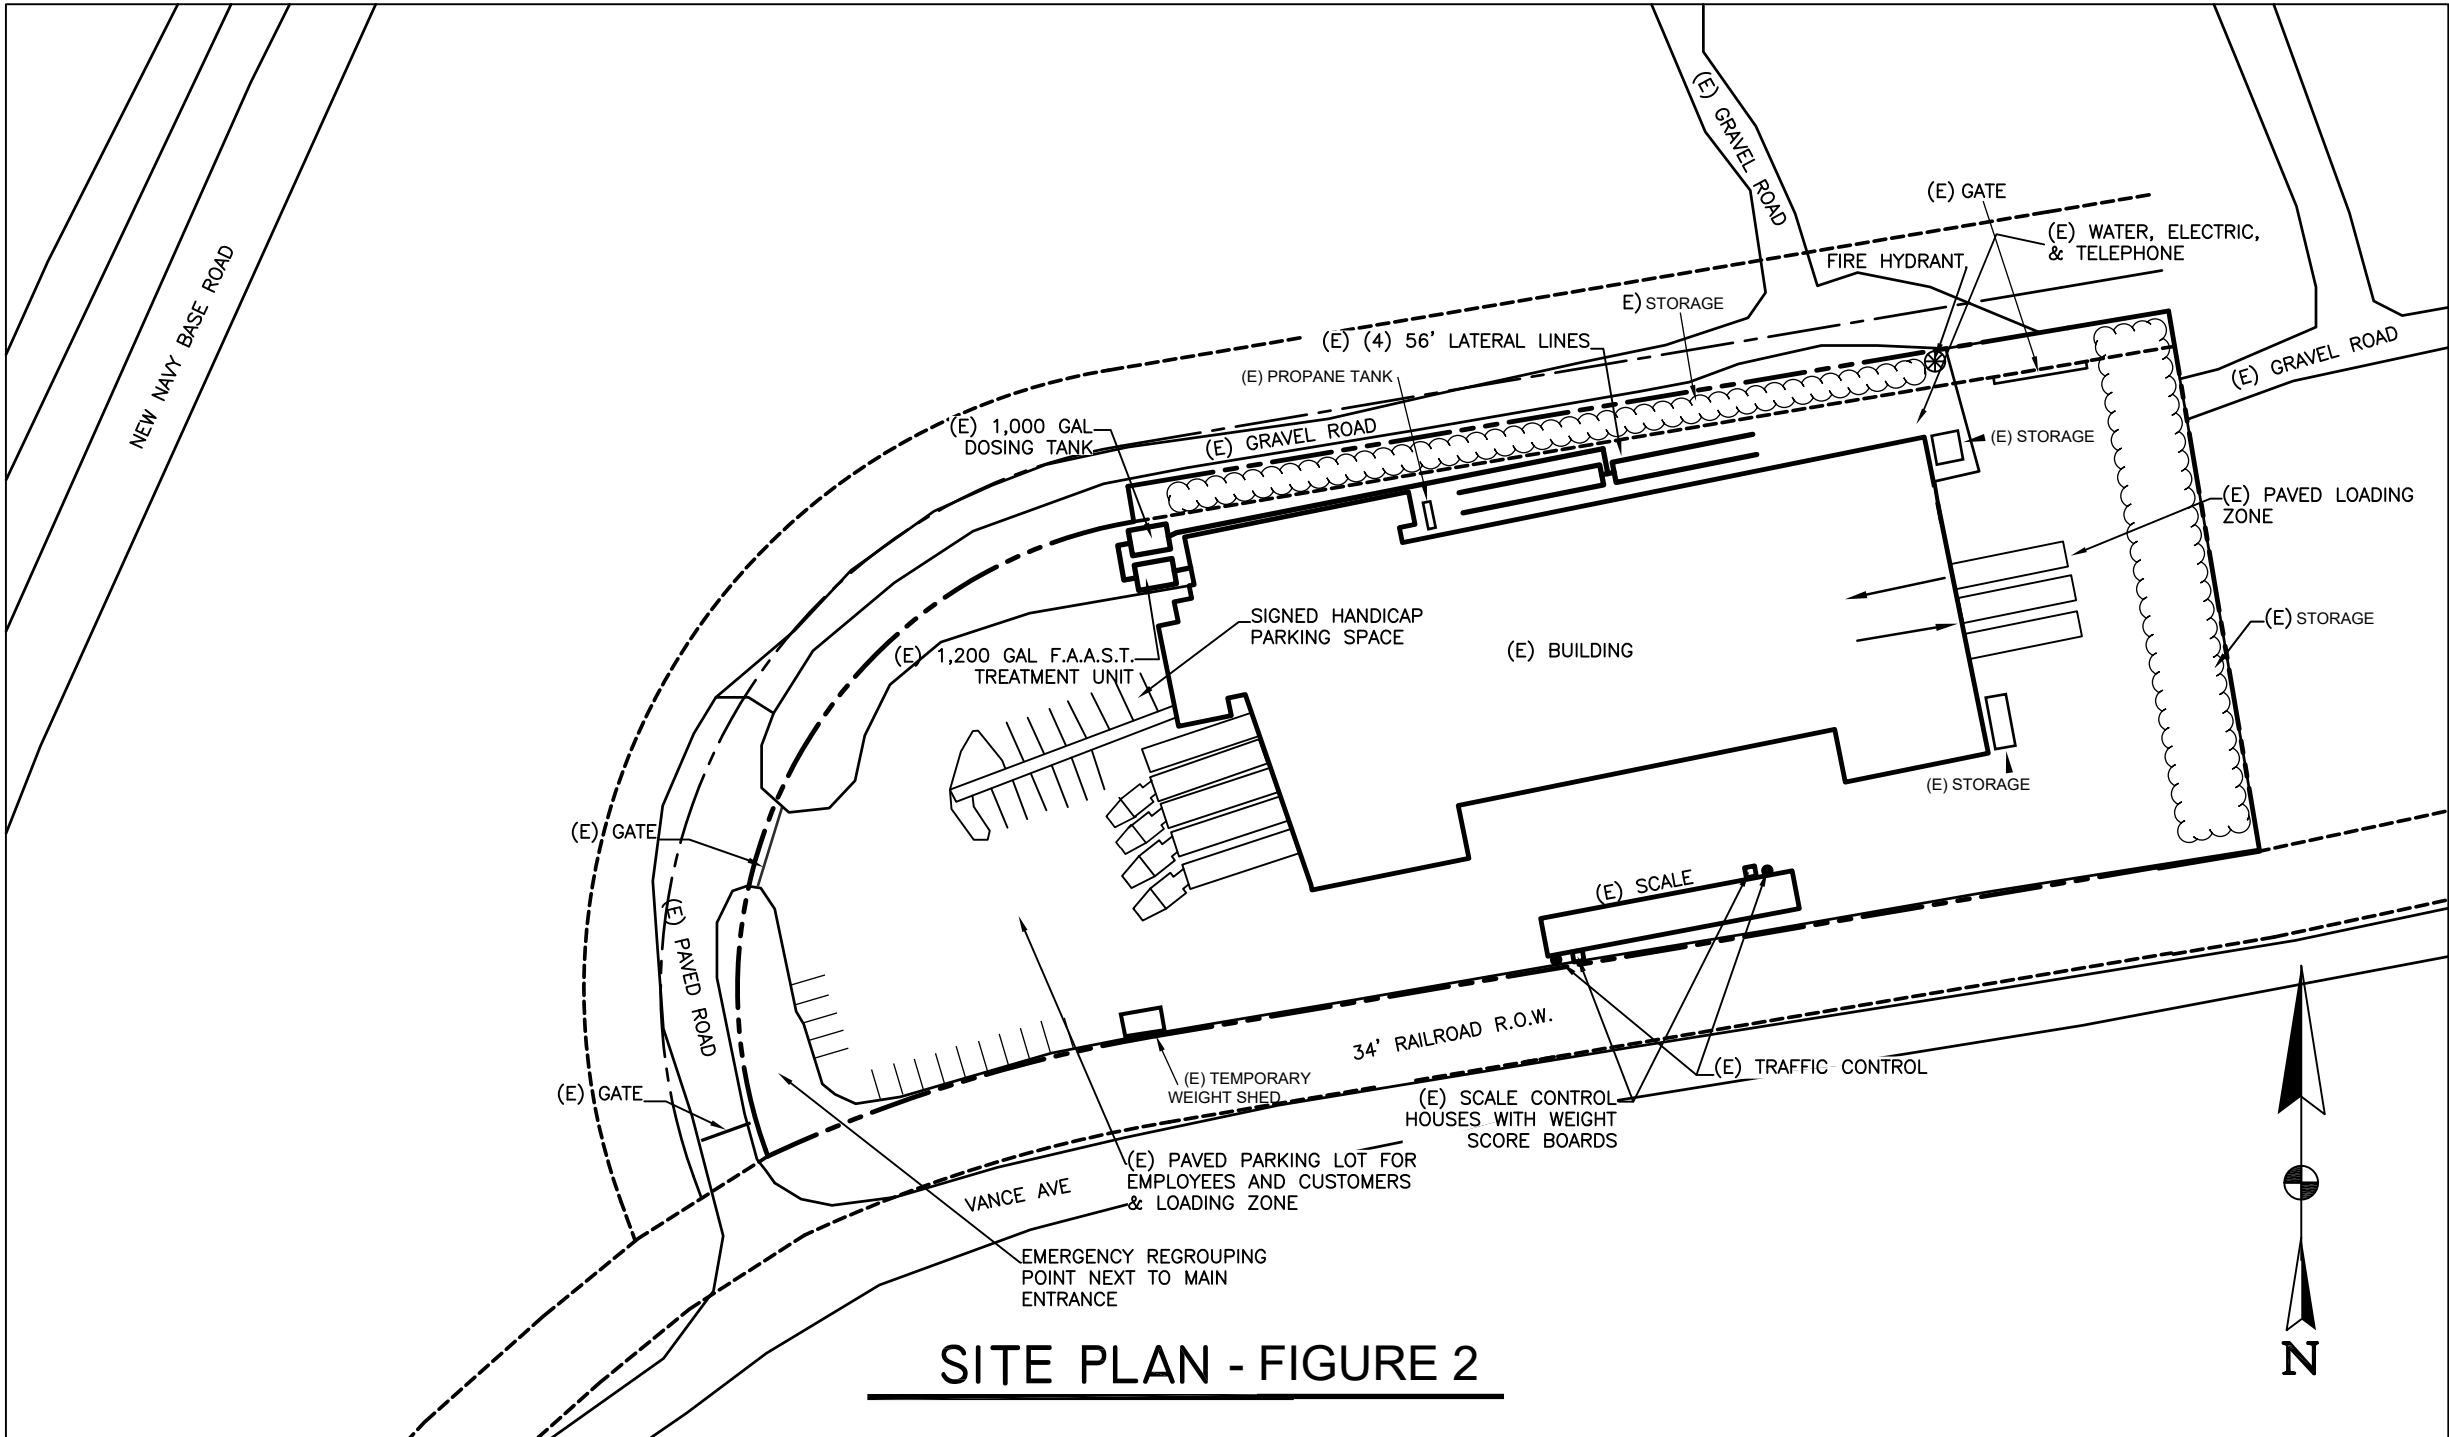 (E) GRAVEL ROAD
(E) GATE
(E) WATER, ELECTRIC,
& TELEPHONE
FIRE HYDRANT
NEW NAVY BASE ROAD
E) STORAGE
(E) (4) 56' LATERAL LINES
(E) PROPANE TANK
(E) GRAVEL ROAD
(E) 1,000 GAL
DOSING TANK
(E) GRAVEL ROAD
(E) STORAGE
(E) PAVED LOADING
ZONE
SIGNED HANDICAP
PARKING SPACE
(E) STORAGE
(E) 1,200 GAL F.A.A.S.T.
TREATMENT UNIT
(E) BUILDING
(E) STORAGE
(E) GATE
(E) SCALE
(E) PAVED ROAD
34' RAILROAD R.O.W.
(E) TRAFFIC CONTROL
(E) TEMPORARY
WEIGHT SHED
(E) GATE
(E) SCALE CONTROL
HOUSES WITH WEIGHT
SCORE BOARDS
(E) PAVED PARKING LOT FOR
EMPLOYEES AND CUSTOMERS
& LOADING ZONE
VANCE AVE
EMERGENCY REGROUPING
POINT NEXT TO MAIN
ENTRANCE
N
SITE PLAN - FIGURE 2